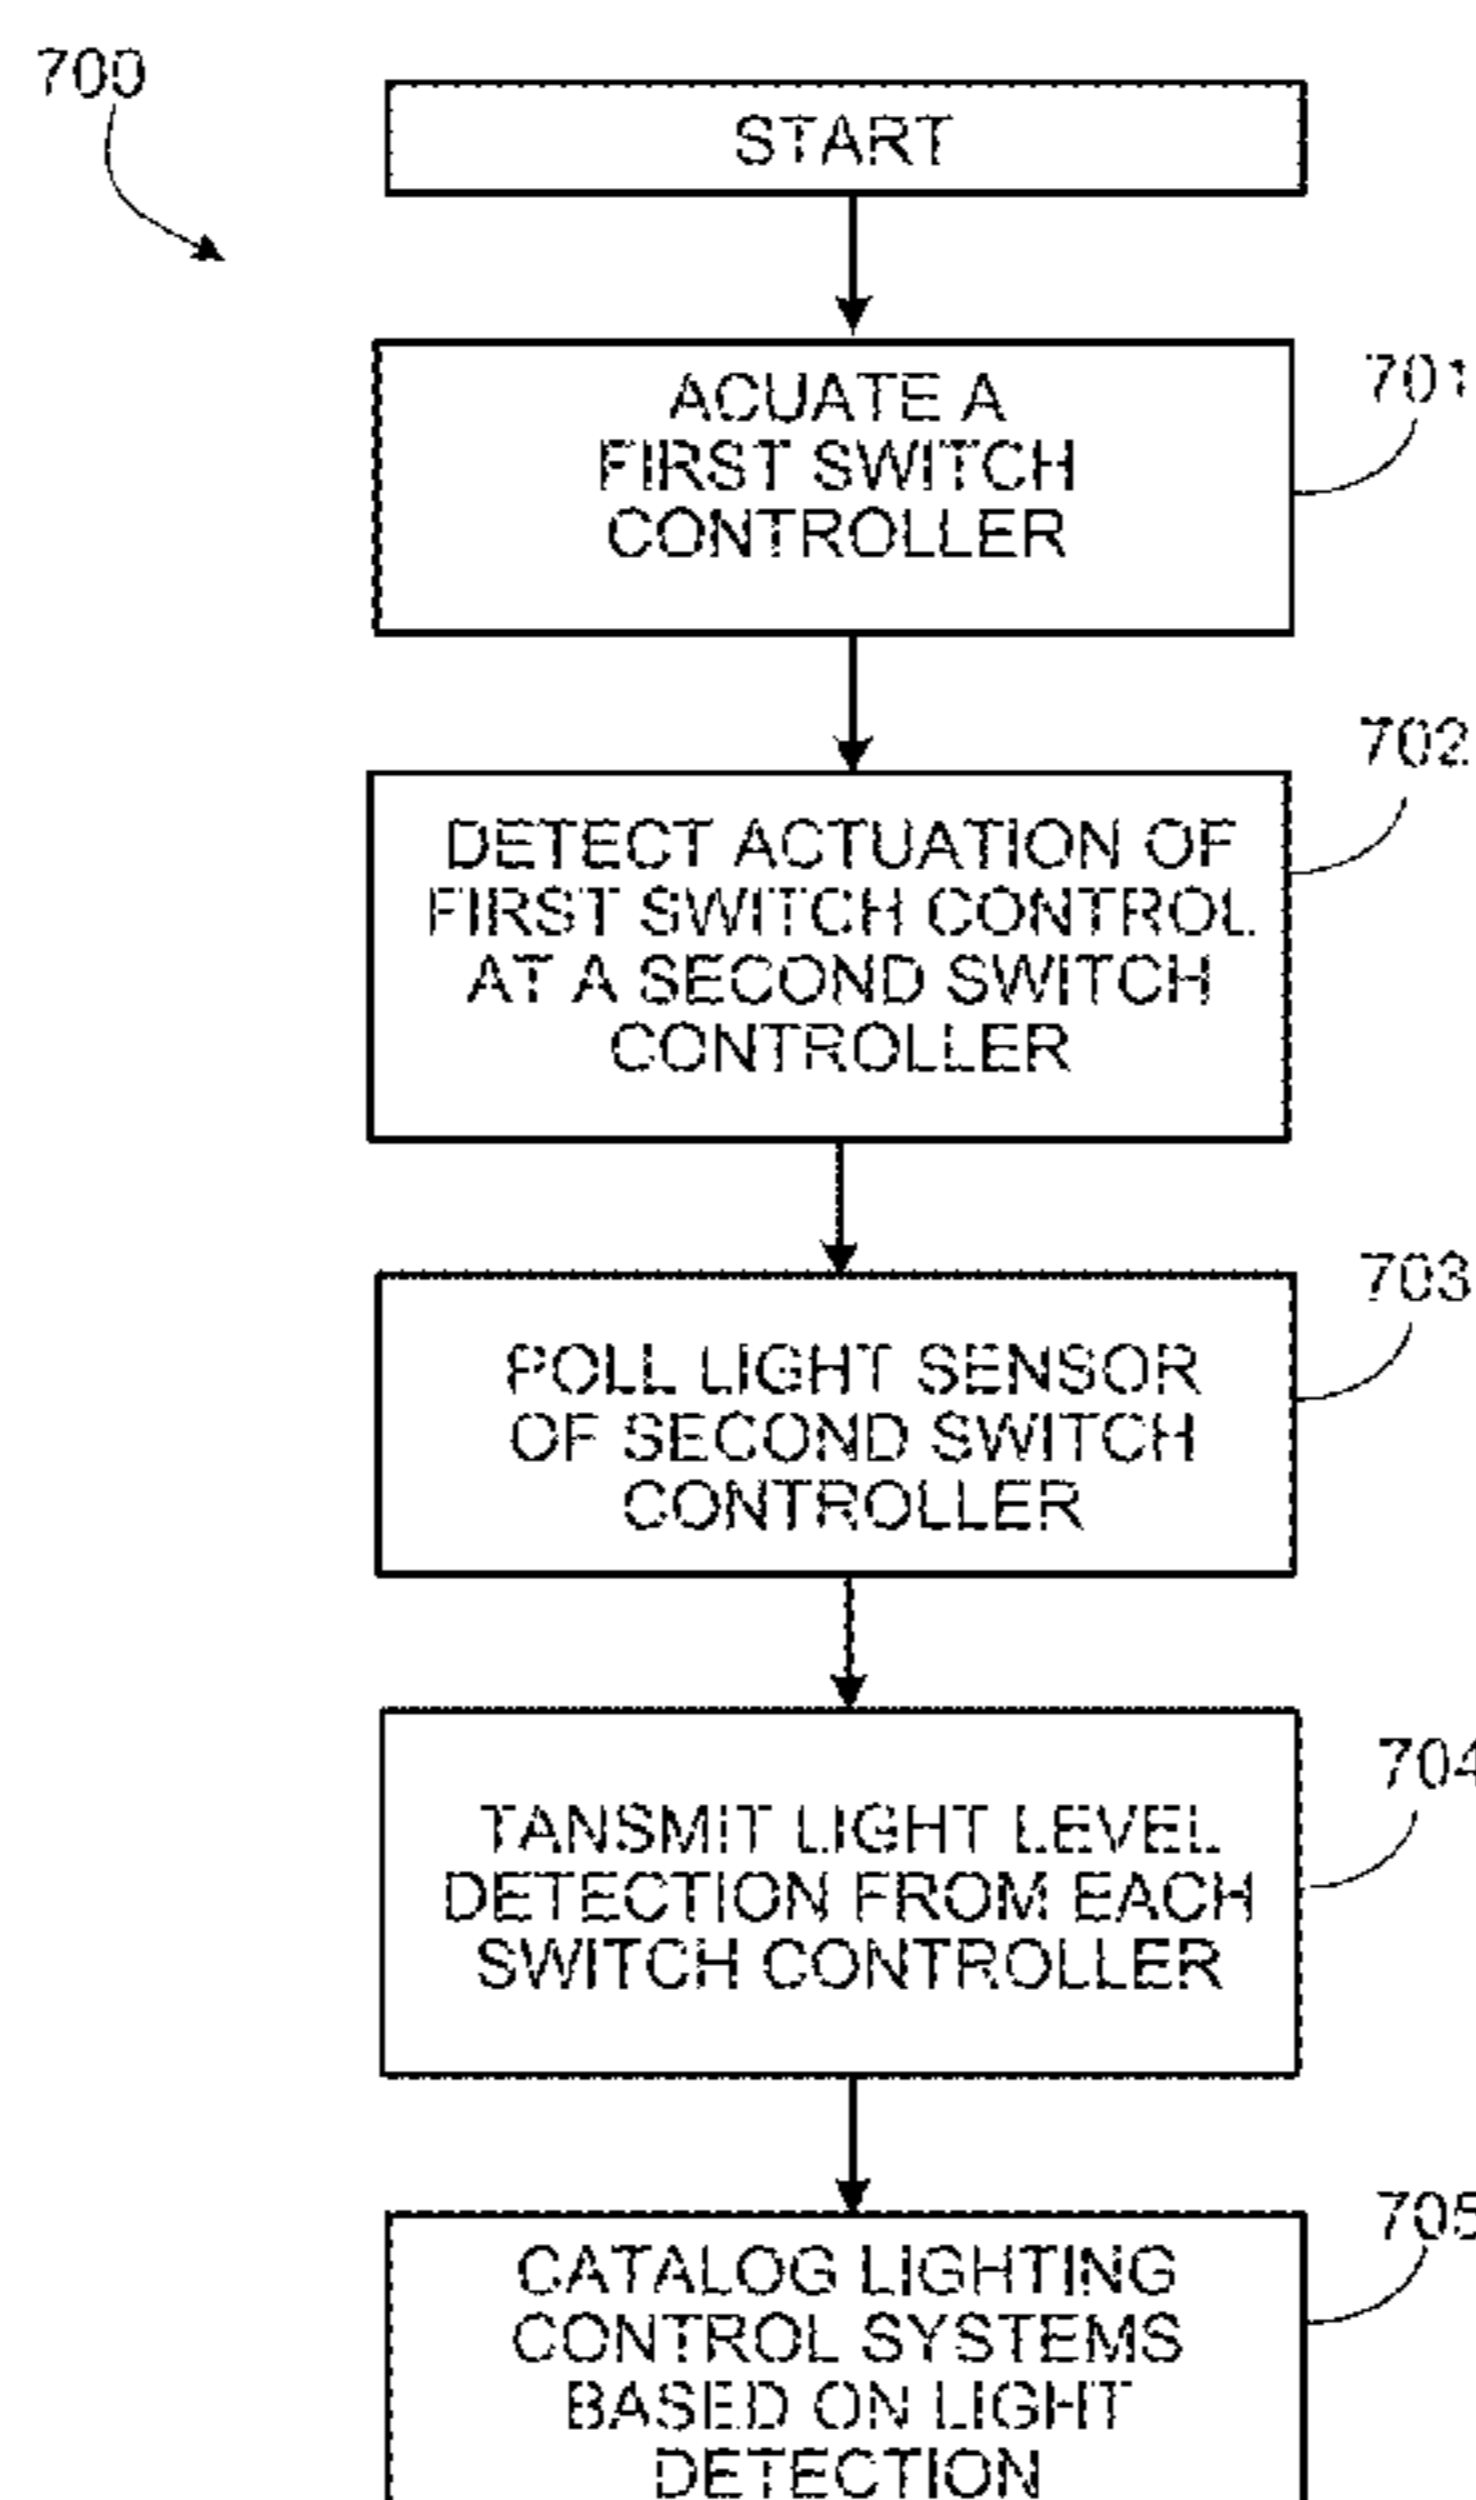 700
START
ACUATE A
FIRST SWITCH
CONTROLLER
701
702
DETECT ACTUATION OF
FIRST SWITCH CONTROL
AT A SECOND SWITCH
CONTROLLER
703
POLL LIGHT SENSOR
OF SECOND SWITCH
CONTROLLER
704
TANSMIT LIGHT LEVEL
DETECTION FROM EACH
SWITCH CONTROLLER
705
CATALOG LIGHTING
CONTROL SYSTEMS
BASED ON LIGHT
DETECTION